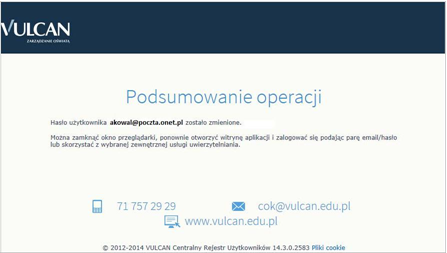 VULCAN
ZARZĄDZANIE OŚWIATĄ
Podsumowanie operacji
Hasło użytkownika akowal@poczta.onet.pl zostało zmienione.
Można zamknąć okno przeglądarki, ponownie otworzyć witrynę aplikacji i zalogować się podając parę email/hasło
lub skorzystać z wybranej zewnętrznej usługi uwierzytelniania.
71 757 29 29 cok@vulcan.edu.pl
www.vulcan.edu.pl
© 2012-2014 VULCAN Centralny Rejestr Użytkowników 14.3.0.2583 Pliki cookie